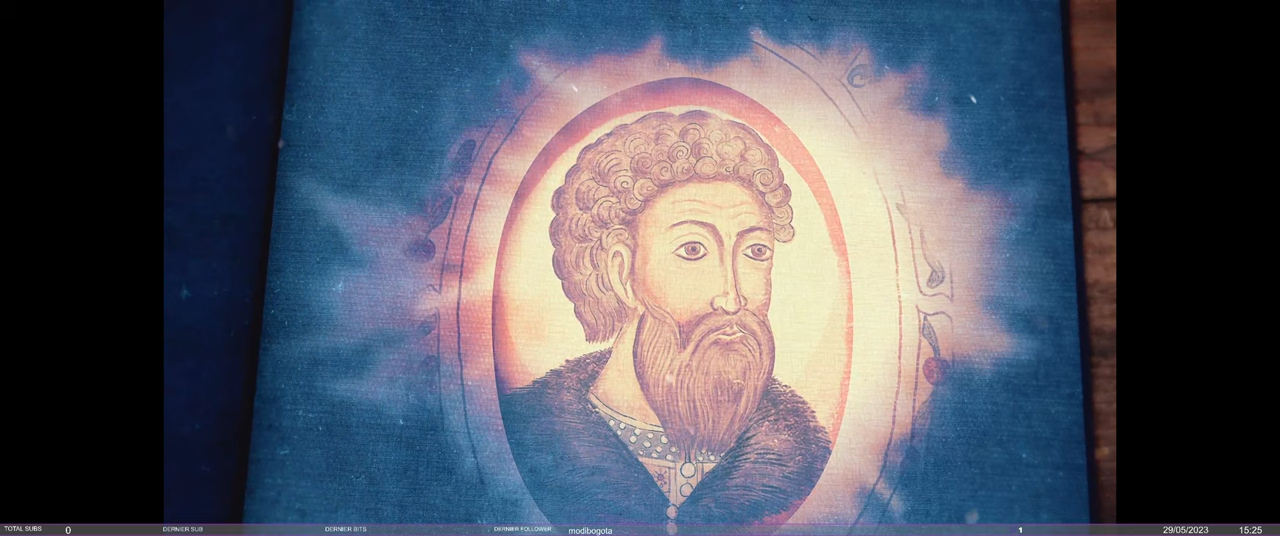 TOTAL SUBS 0 DERNIER SUB DERNIER BITS DERNIER FOLLOWER modibogota 1 29/05/2023 15:25